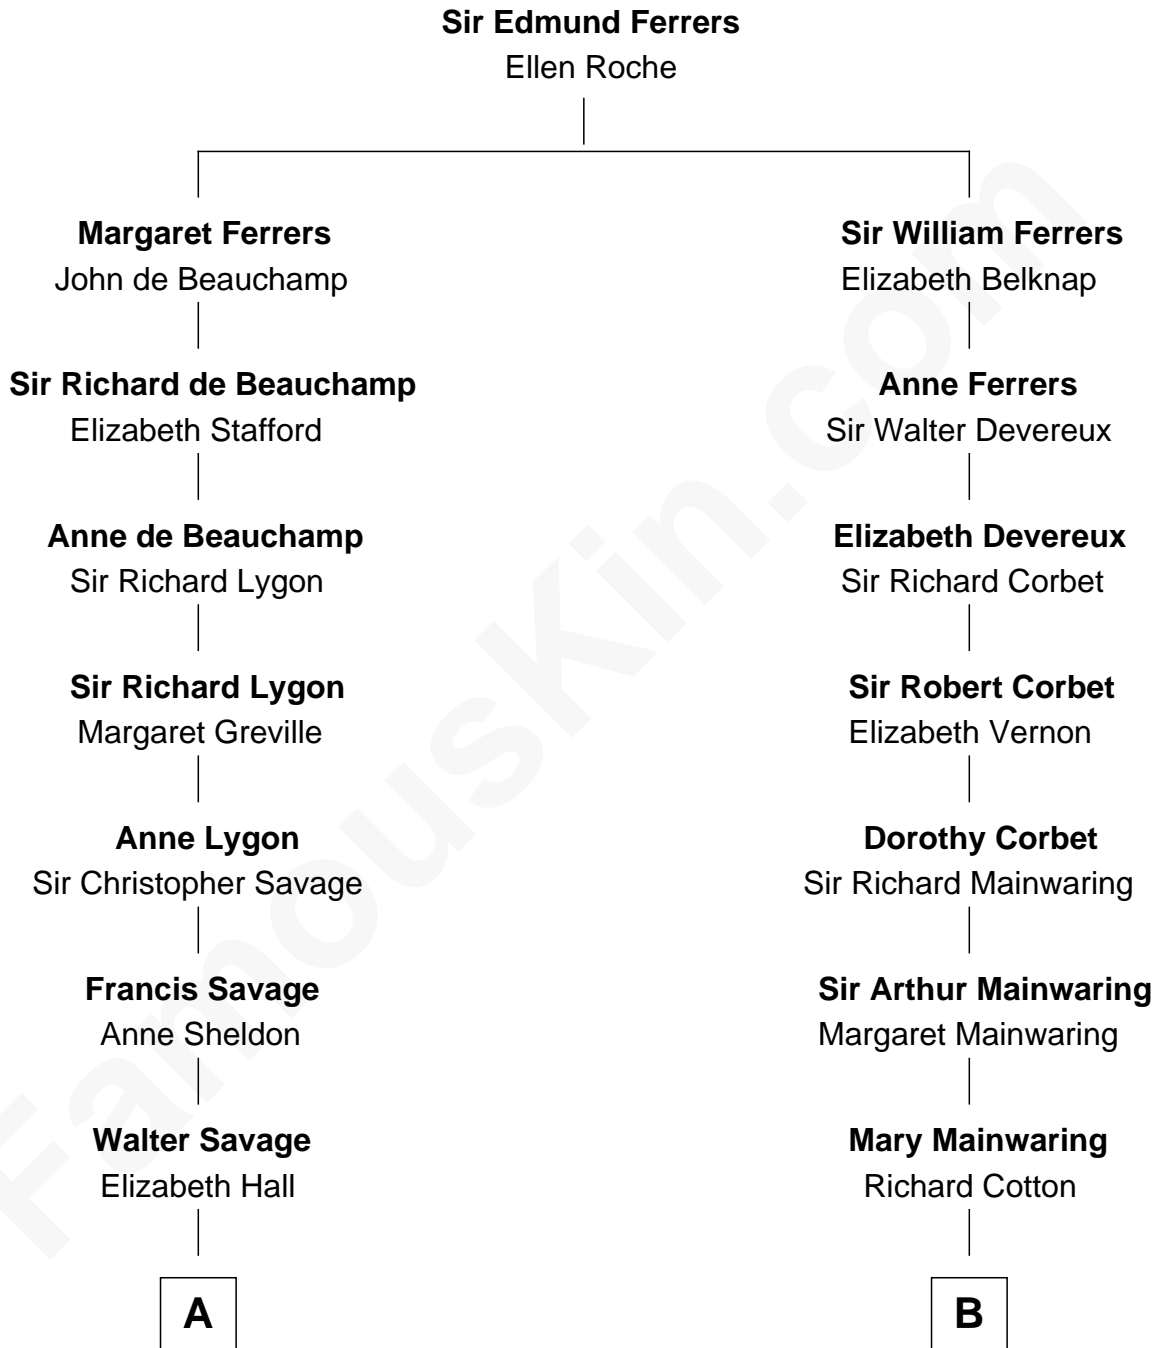 Sir Edmund Ferrers
Ellen Roche
Margaret Ferrers
John de Beauchamp
Sir William Ferrers
Elizabeth Belknap
Sir Richard de Beauchamp
Elizabeth Stafford
Anne Ferrers
Sir Walter Devereux
Anne de Beauchamp
Sir Richard Lygon
Elizabeth Devereux
Sir Richard Corbet
Sir Richard Lygon
Margaret Greville
Sir Robert Corbet
Elizabeth Vernon
Anne Lygon
Sir Christopher Savage
Dorothy Corbet
Sir Richard Mainwaring
Francis Savage
Anne Sheldon
Sir Arthur Mainwaring
Margaret Mainwaring
Walter Savage
Elizabeth Hall
Mary Mainwaring
Richard Cotton
A
B
FamousKin.com